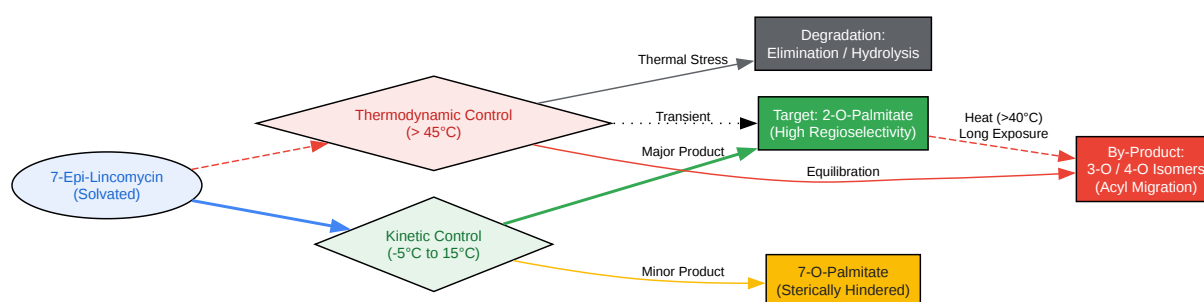 Degradation:
Elimination / Hydrolysis
Thermal Stress
Thermodynamic Control
(> 45°C)
Transient
Target: 2-O-Palmitate
(High Regioselectivity)
Heat (>40°C)
Long Exposure
Major Product
By-Product:
3-O / 4-O Isomers
(Acyl Migration)
Equilibration
7-Epi-Lincomycin
(Solvated)
Kinetic Control
(-5°C to 15°C)
Minor Product
7-O-Palmitate
(Sterically Hindered)